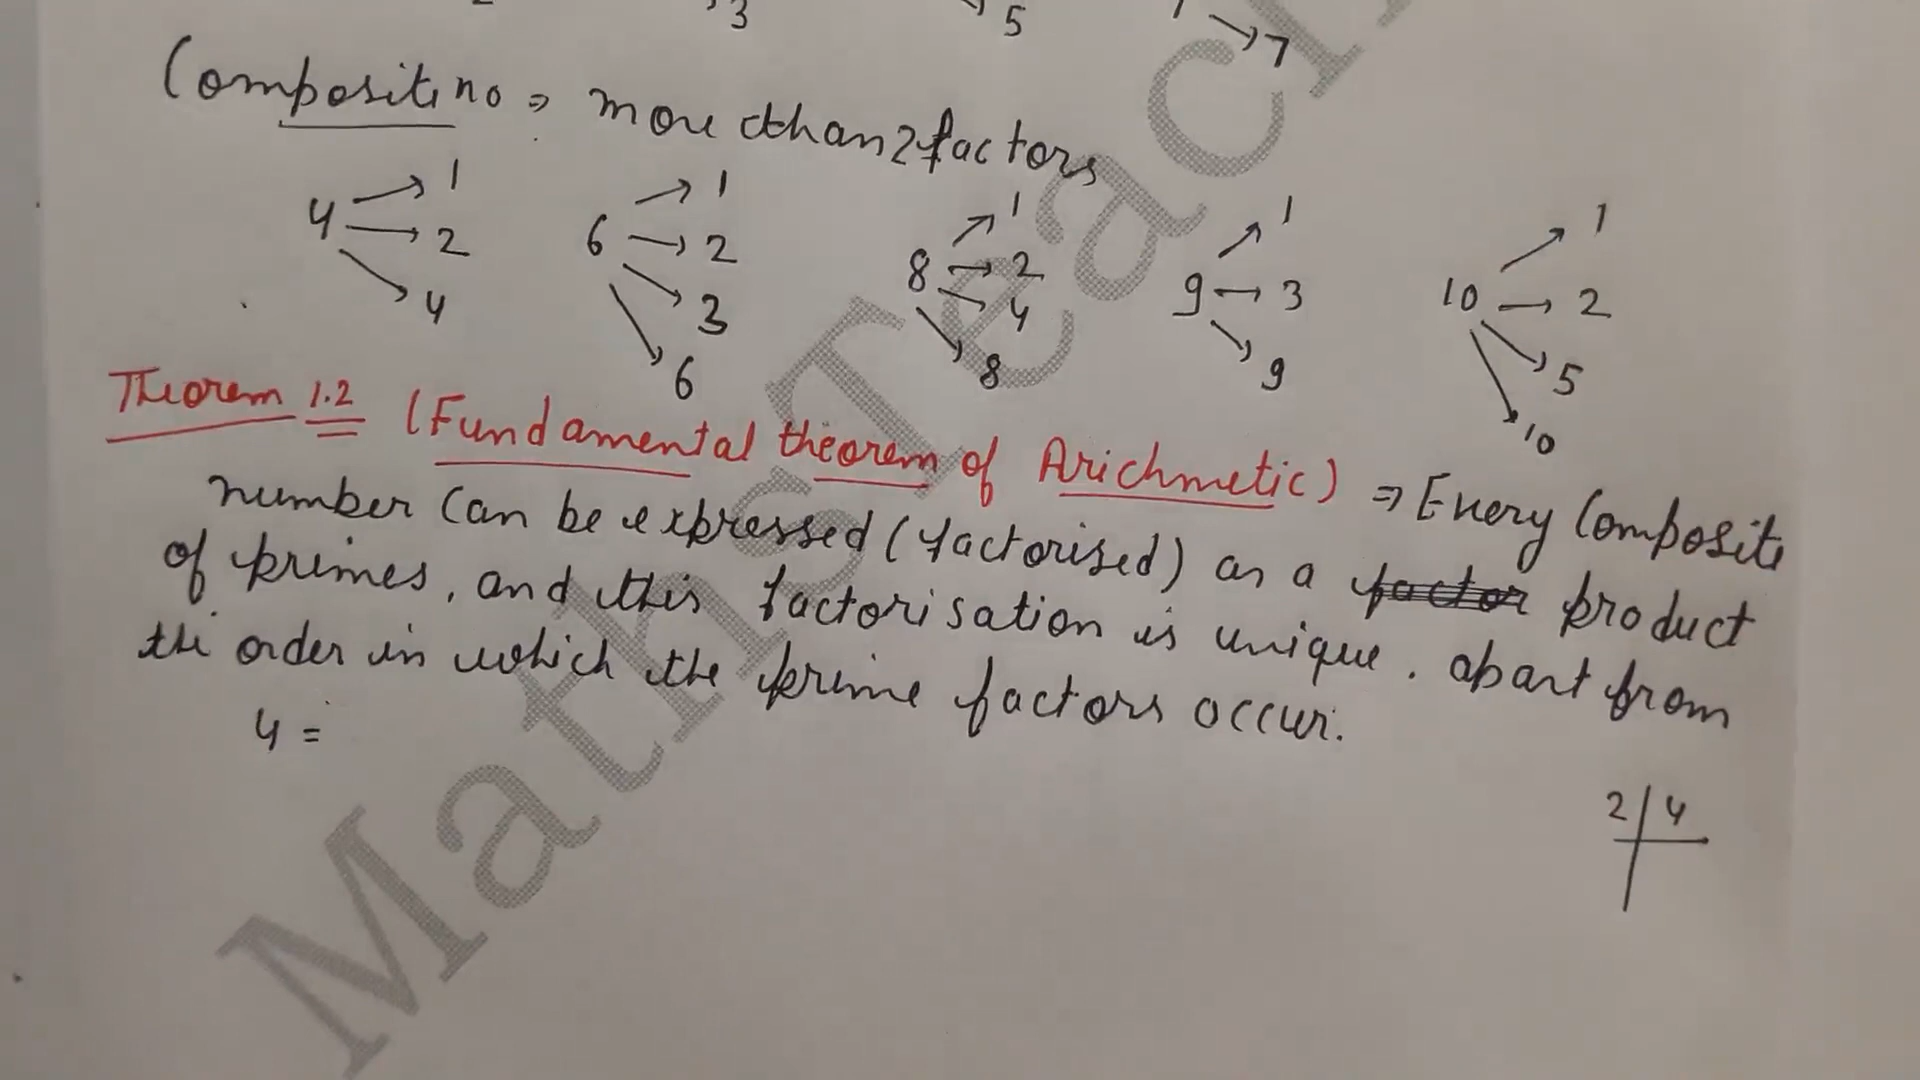 3 5 7
Composite no ⇒ more than 2 factors
4 → 1 → 2 → 4
6 → 1 → 2 → 3 → 6
8 → 1 → 2 → 4 → 8
9 → 1 → 3 → 9
10 → 1 → 2 → 5 → 10
Theorem 1.2 (Fundamental theorem of Arichmetic) ⇒ Every Composite
number can be expressed (factorised) as a factor product
of primes, and this factorisation is unique. apart from
the order in which the prime factors occur.
4 =
2 | 4
Maths Teach